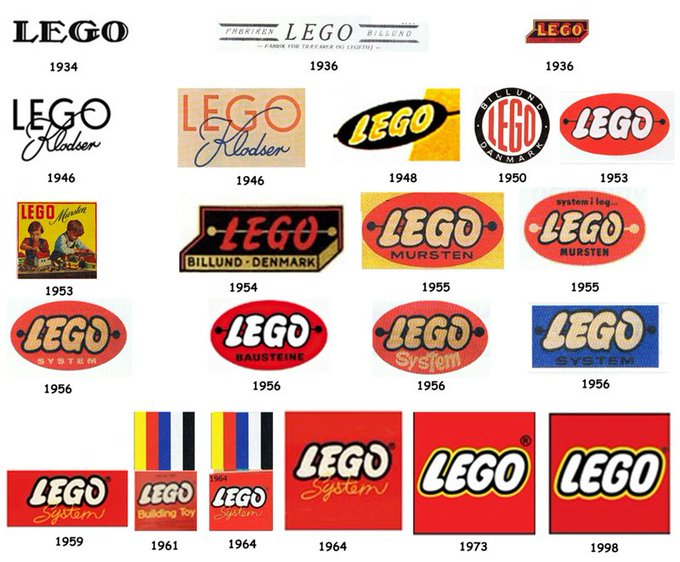 LEGO
1934
FABRIKEN LEGO BILLUND
— FABRIK FOR TRÆVARER OG LEGETØJ —
1936
LEGO
1936
LEGO
Klodser
1946
LEGO
Klodser
1946
LEGO
1948
BILLUND
LEGO
DANMARK
1950
LEGO
1953
LEGO Mursten
1953
LEGO
BILLUND-DENMARK
1954
LEGO
MURSTEN
1955
system i leg...
LEGO
MURSTEN
1955
LEGO
SYSTEM
1956
LEGO
BAUSTEINE
1956
LEGO
System
1956
LEGO
SYSTEM
1956
LEGO®
System
1959
LEGO
Building Toy
1961
1964
LEGO
System
1964
LEGO®
System
1964
LEGO®
1973
LEGO®
1998